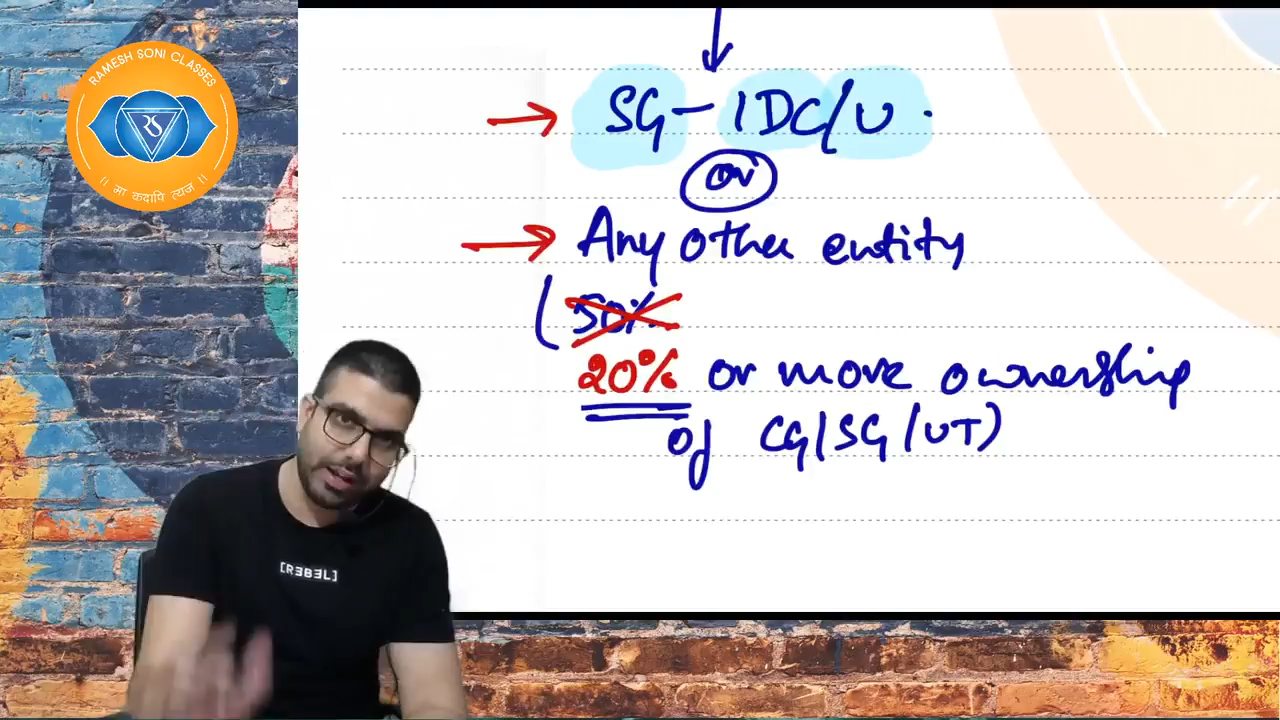 RAMESH SONI CLASSES
RS
।। मा कदापि त्यज ।।
→ SG - IDC/U.
or
→ Any other entity
(50%
20% or more ownership
of CG/SG/UT)
[RƎBƎL]